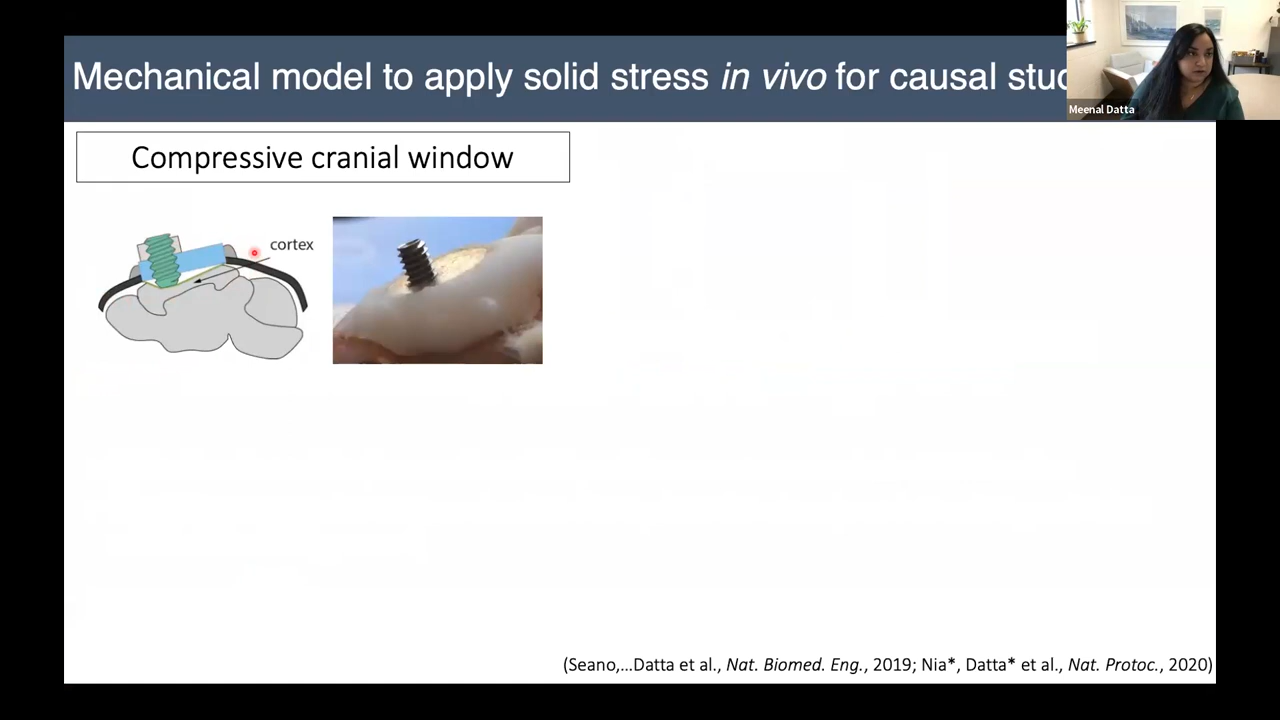 Mechanical model to apply solid stress in vivo for causal
Meenal Datta
Compressive cranial window
cortex
(Seano,...Datta et al., Nat. Biomed. Eng., 2019; Nia*, Datta* et al., Nat. Protoc., 2020)